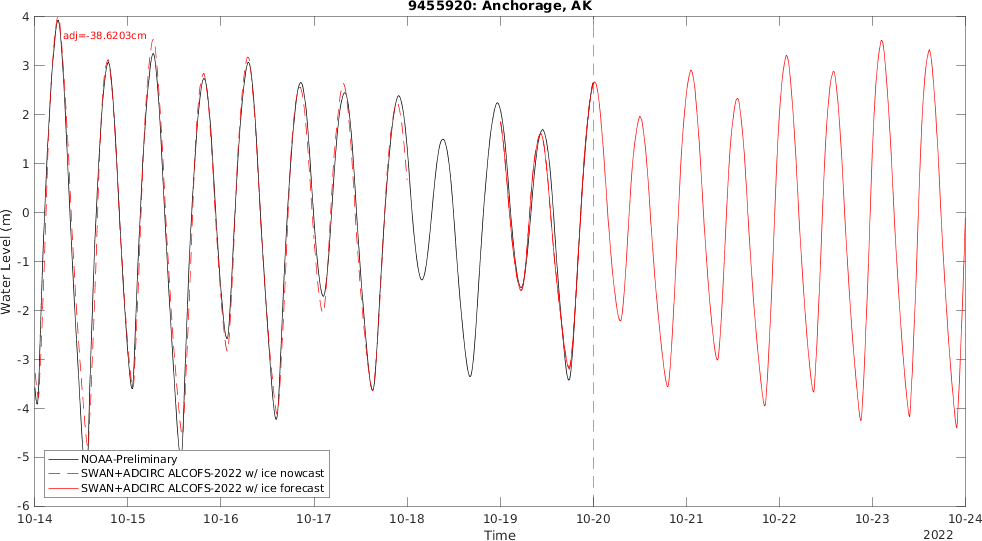 9455920: Anchorage, AK
adj=-38.6203cm
4
3
2
1
0
-1
-2
-3
-4
-5
-6
Water Level (m)
NOAA-Preliminary
SWAN+ADCIRC ALCOFS-2022 w/ ice nowcast
SWAN+ADCIRC ALCOFS-2022 w/ ice forecast
10-14 10-15 10-16 10-17 10-18 10-19 10-20 10-21 10-22 10-23 10-24
Time
2022